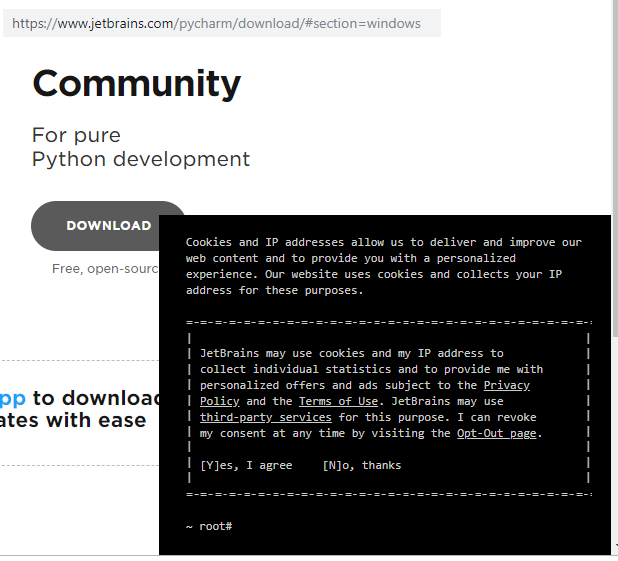 https://www.jetbrains.com/pycharm/download/#section=windows
Community
For pure
Python development
DOWNLOAD
Free, open-sourc
pp to download
ates with ease
Cookies and IP addresses allow us to deliver and improve our
web content and to provide you with a personalized
experience. Our website uses cookies and collects your IP
address for these purposes.
JetBrains may use cookies and my IP address to
collect individual statistics and to provide me with
personalized offers and ads subject to the Privacy
Policy and the Terms of Use. JetBrains may use
third-party services for this purpose. I can revoke
my consent at any time by visiting the Opt-Out page.
[Y]es, I agree [N]o, thanks
~ root#